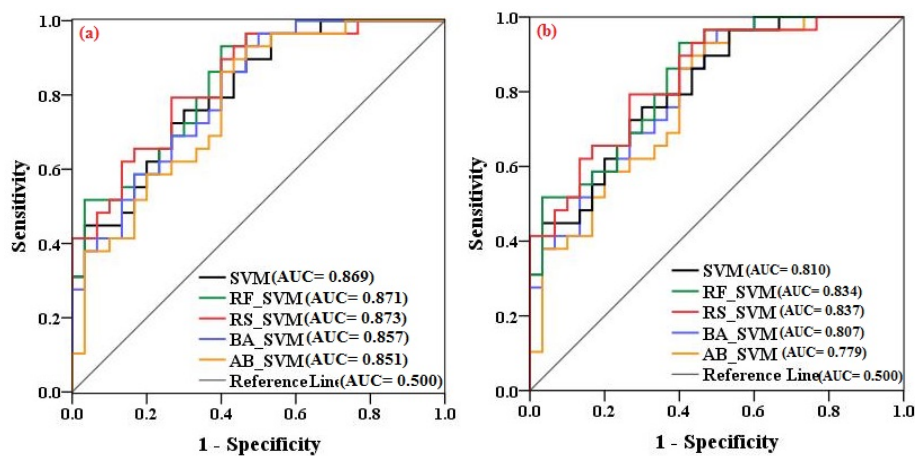 (a)
1.0
0.8
0.6
0.4
0.2
0.0
Sensitivity
SVM (AUC= 0.869)
RF_SVM (AUC= 0.871)
RS_SVM (AUC= 0.873)
BA_SVM (AUC= 0.857)
AB_SVM (AUC= 0.851)
Reference Line (AUC= 0.500)
0.0 0.2 0.4 0.6 0.8 1.0
1 - Specificity
(b)
1.0
0.8
0.6
0.4
0.2
0.0
Sensitivity
SVM (AUC= 0.810)
RF_SVM (AUC= 0.834)
RS_SVM (AUC= 0.837)
BA_SVM (AUC= 0.807)
AB_SVM (AUC= 0.779)
Reference Line (AUC= 0.500)
0.0 0.2 0.4 0.6 0.8 1.0
1 - Specificity